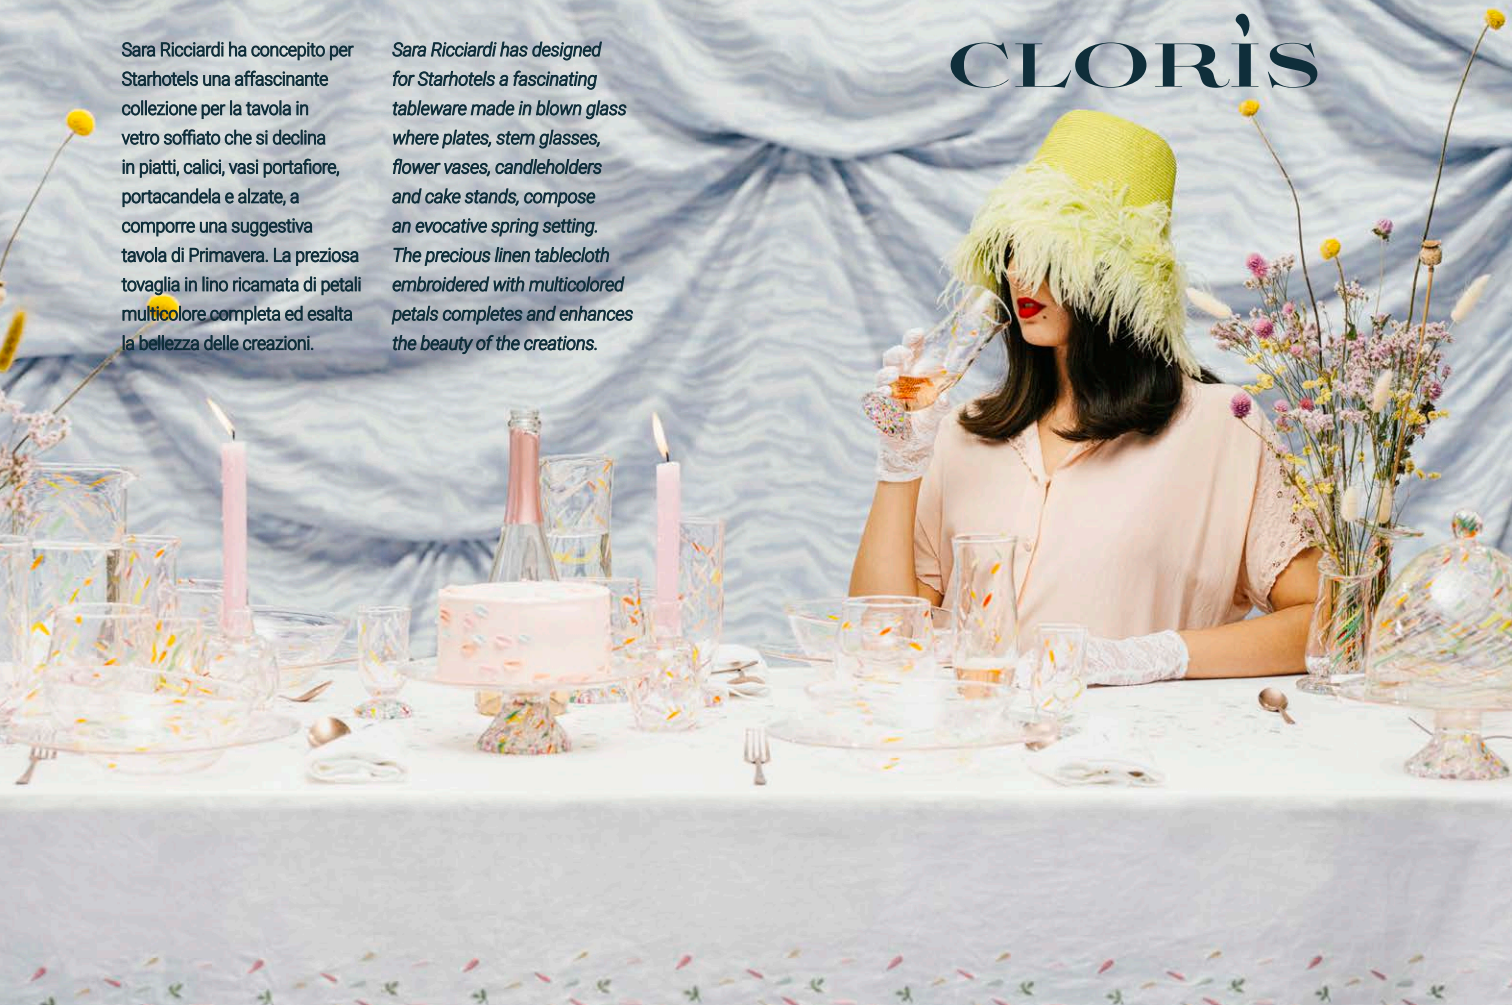 CLORIS
Sara Ricciardi ha concepito per
Starhotels una affascinante
collezione per la tavola in
vetro soffiato che si declina
in piatti, calici, vasi portafiore,
portacandela e alzate, a
comporre una suggestiva
tavola di Primavera. La preziosa
tovaglia in lino ricamata di petali
multicolore completa ed esalta
la bellezza delle creazioni.
Sara Ricciardi has designed
for Starhotels a fascinating
tableware made in blown glass
where plates, stem glasses,
flower vases, candleholders
and cake stands, compose
an evocative spring setting.
The precious linen tablecloth
embroidered with multicolored
petals completes and enhances
the beauty of the creations.